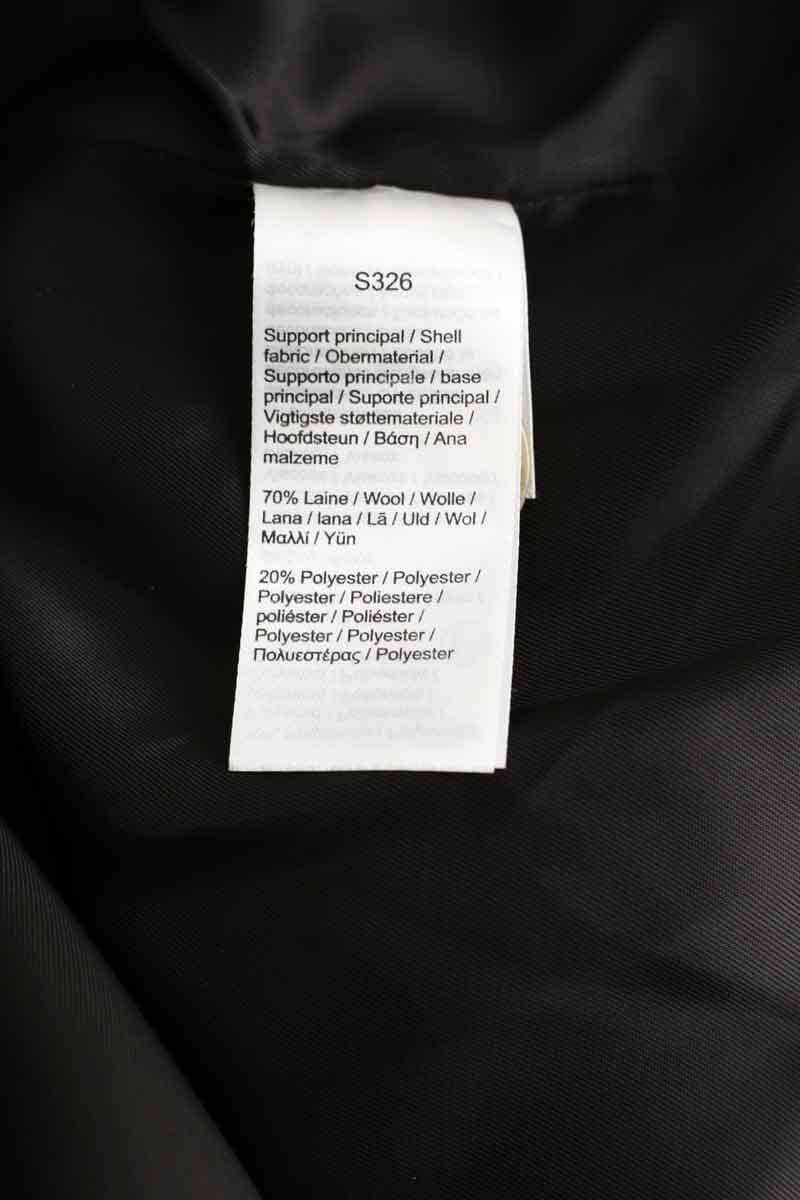 S326
Support principal / Shell
fabric / Obermaterial /
Supporto principale / base
principal / Suporte principal /
Vigtigste støttemateriale /
Hoofdsteun / Βάση / Ana
malzeme
70% Laine / Wool / Wolle /
Lana / lana / Lã / Uld / Wol /
Μαλλί / Yün
20% Polyester / Polyester /
Polyester / Poliestere /
poliéster / Poliéster /
Polyester / Polyester /
Πολυεστέρας / Polyester